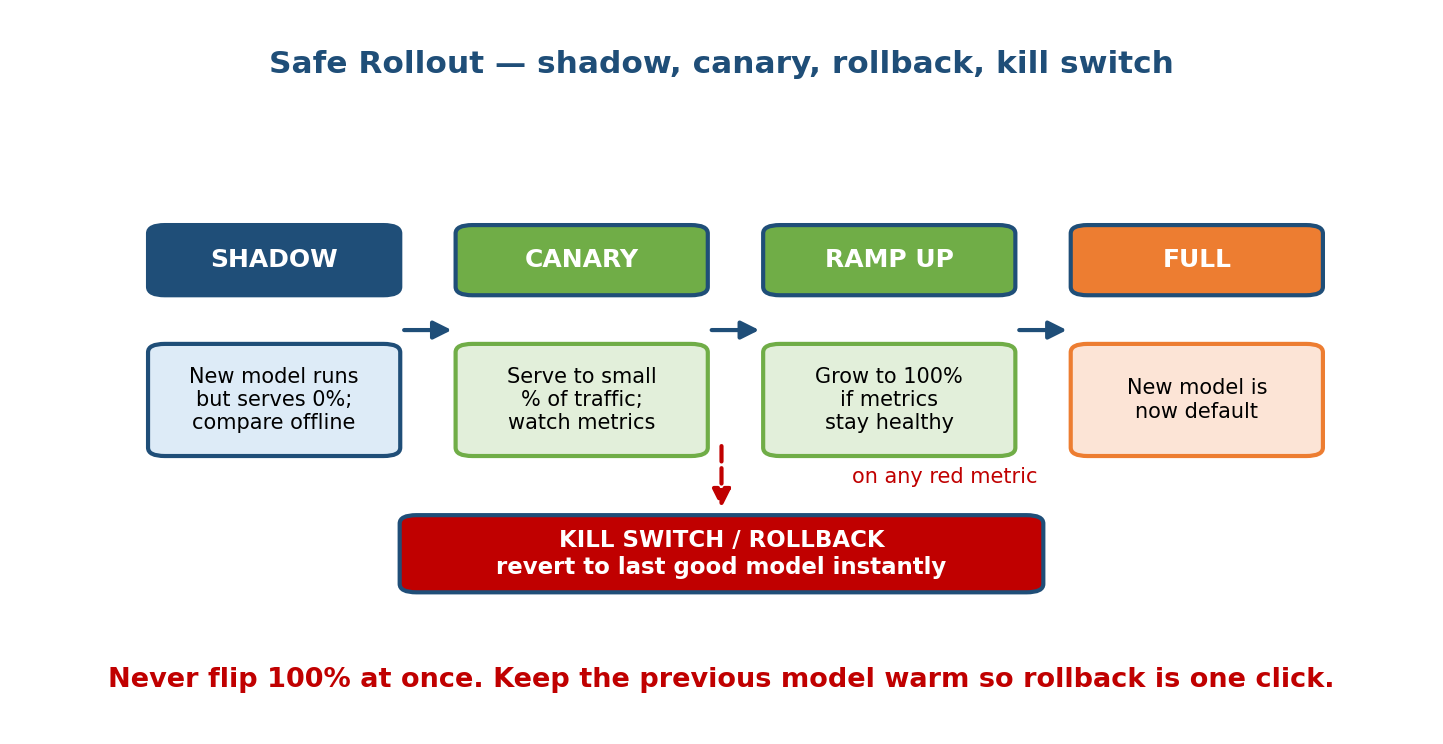 Safe Rollout — shadow, canary, rollback, kill switch
SHADOW
CANARY
RAMP UP
FULL
New model runs
but serves 0%;
compare offline
Serve to small
% of traffic;
watch metrics
Grow to 100%
if metrics
stay healthy
New model is
now default
on any red metric
KILL SWITCH / ROLLBACK
revert to last good model instantly
Never flip 100% at once. Keep the previous model warm so rollback is one click.